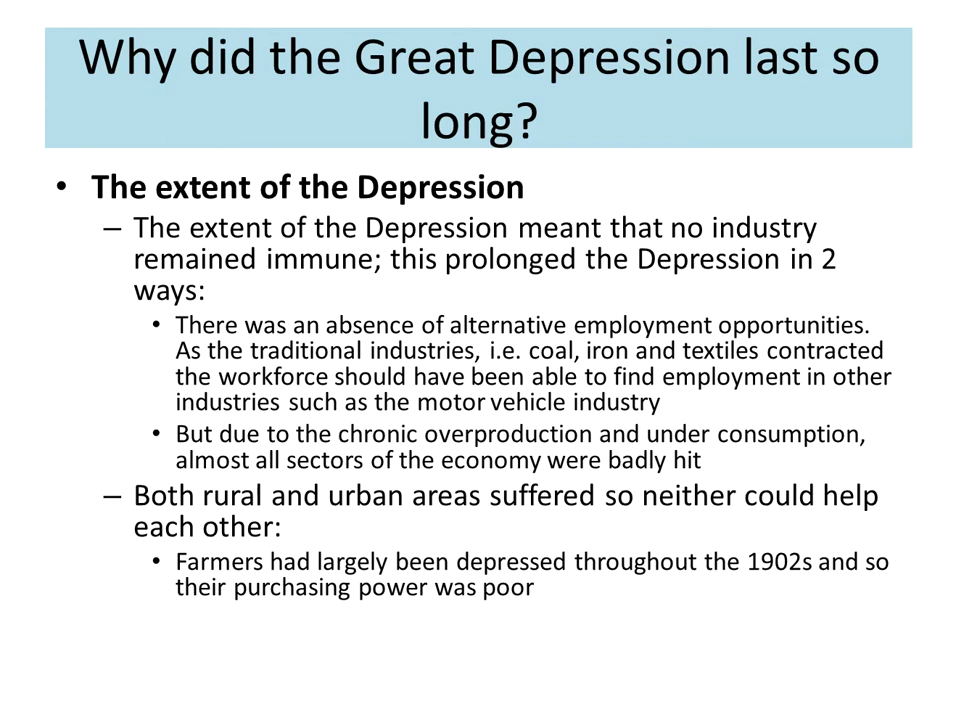 Why did the Great Depression last so
long?
• The extent of the Depression
– The extent of the Depression meant that no industry
remained immune; this prolonged the Depression in 2
ways:
• There was an absence of alternative employment opportunities.
As the traditional industries, i.e. coal, iron and textiles contracted
the workforce should have been able to find employment in other
industries such as the motor vehicle industry
• But due to the chronic overproduction and under consumption,
almost all sectors of the economy were badly hit
– Both rural and urban areas suffered so neither could help
each other:
• Farmers had largely been depressed throughout the 1902s and so
their purchasing power was poor